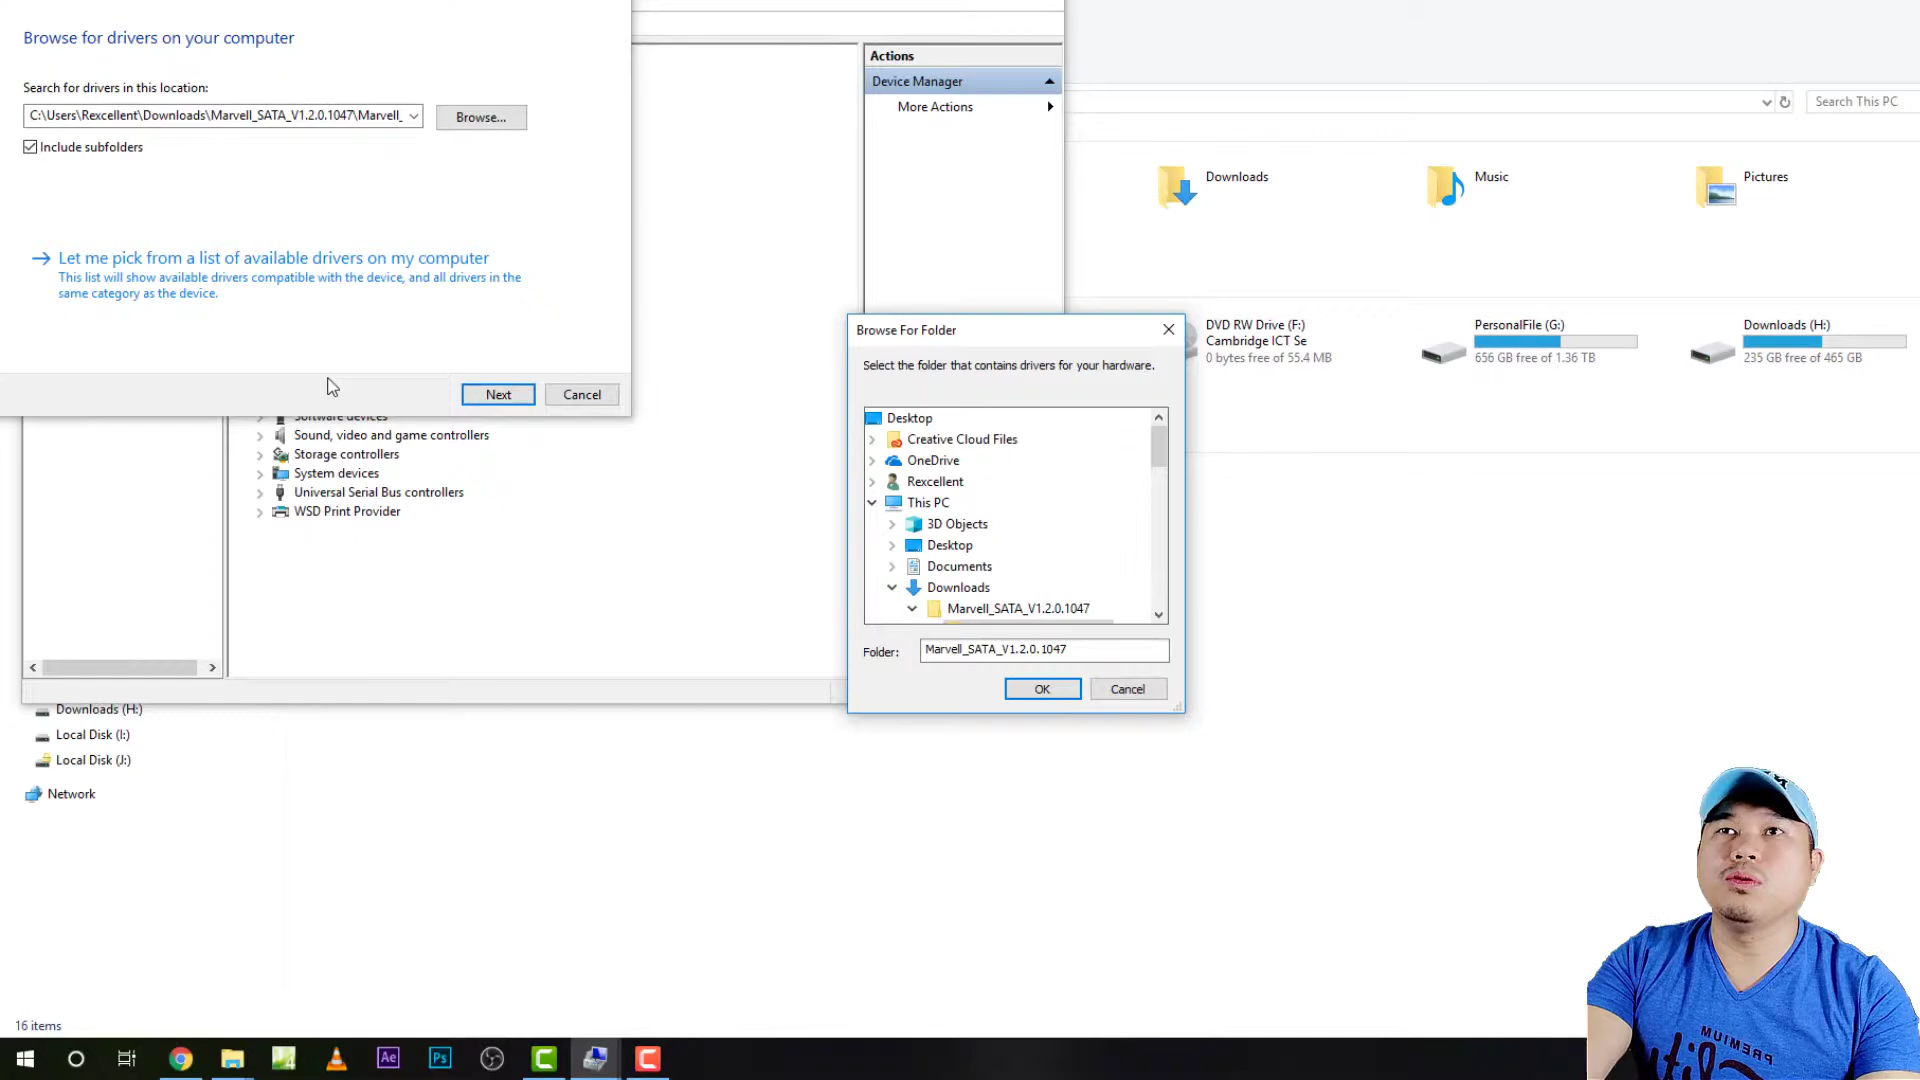 Browse for drivers on your computer
Search for drivers in this location:
C:\Users\Rexcellent\Downloads\Marvell_SATA_V1.2.0.1047\Marvell_
Browse...
Include subfolders
Let me pick from a list of available drivers on my computer
This list will show available drivers compatible with the device, and all drivers in the
same category as the device.
Next
Cancel
Software devices
Sound, video and game controllers
Storage controllers
System devices
Universal Serial Bus controllers
WSD Print Provider
Actions
Device Manager
More Actions
Search This PC
Downloads
Music
Pictures
DVD RW Drive (F:)
Cambridge ICT Se
0 bytes free of 55.4 MB
PersonalFile (G:)
656 GB free of 1.36 TB
Downloads (H:)
235 GB free of 465 GB
Browse For Folder
Select the folder that contains drivers for your hardware.
Desktop
Creative Cloud Files
OneDrive
Rexcellent
This PC
3D Objects
Desktop
Documents
Downloads
Marvell_SATA_V1.2.0.1047
Folder:
Marvell_SATA_V1.2.0.1047
OK
Cancel
Downloads (H:)
Local Disk (I:)
Local Disk (J:)
Network
16 items
Ae
Ps
PREMIUM